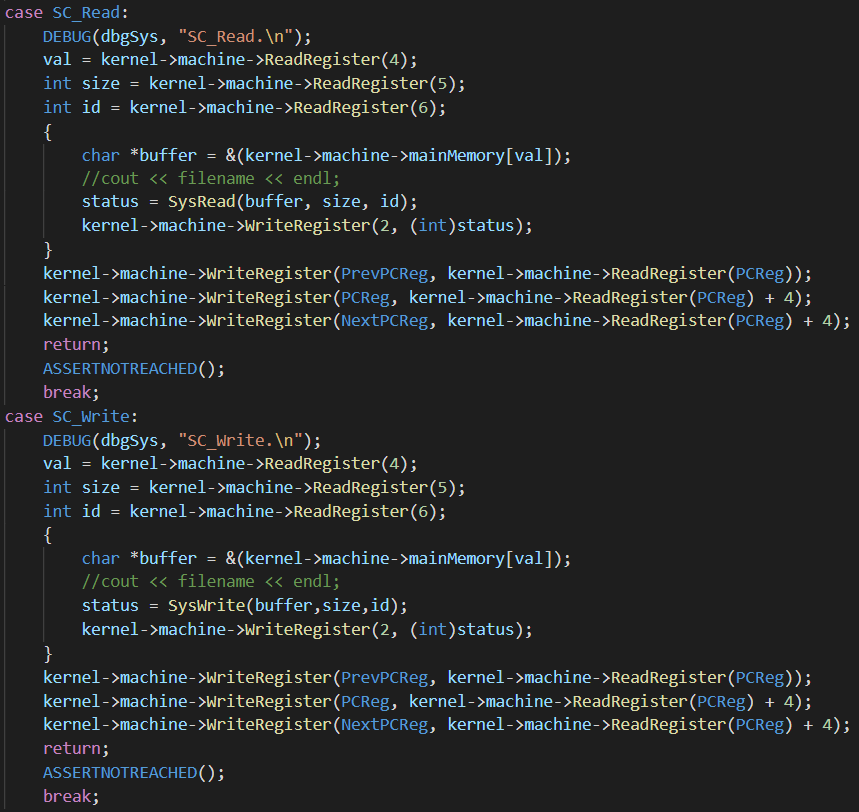 case SC_Read:
    DEBUG(dbgSys, "SC_Read.\n");
    val = kernel->machine->ReadRegister(4);
    int size = kernel->machine->ReadRegister(5);
    int id = kernel->machine->ReadRegister(6);
    {
        char *buffer = &(kernel->machine->mainMemory[val]);
        //cout << filename << endl;
        status = SysRead(buffer, size, id);
        kernel->machine->WriteRegister(2, (int)status);
    }
    kernel->machine->WriteRegister(PrevPCReg, kernel->machine->ReadRegister(PCReg));
    kernel->machine->WriteRegister(PCReg, kernel->machine->ReadRegister(PCReg) + 4);
    kernel->machine->WriteRegister(NextPCReg, kernel->machine->ReadRegister(PCReg) + 4);
    return;
    ASSERTNOTREACHED();
    break;
case SC_Write:
    DEBUG(dbgSys, "SC_Write.\n");
    val = kernel->machine->ReadRegister(4);
    int size = kernel->machine->ReadRegister(5);
    int id = kernel->machine->ReadRegister(6);
    {
        char *buffer = &(kernel->machine->mainMemory[val]);
        //cout << filename << endl;
        status = SysWrite(buffer,size,id);
        kernel->machine->WriteRegister(2, (int)status);
    }
    kernel->machine->WriteRegister(PrevPCReg, kernel->machine->ReadRegister(PCReg));
    kernel->machine->WriteRegister(PCReg, kernel->machine->ReadRegister(PCReg) + 4);
    kernel->machine->WriteRegister(NextPCReg, kernel->machine->ReadRegister(PCReg) + 4);
    return;
    ASSERTNOTREACHED();
    break;